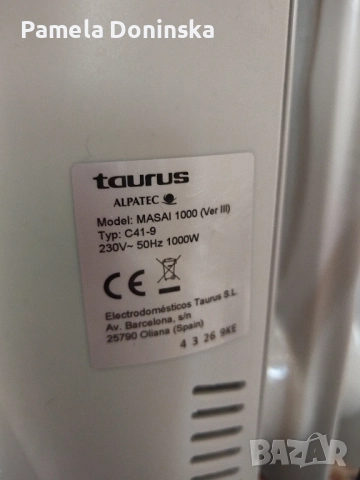 Pamela Doninska
taurus
ALPATEC
Model: MASAI 1000 (Ver III)
Typ: C41-9
230V~ 50Hz 1000W
CE
Electrodomésticos Taurus S.L.
Av. Barcelona, s/n
25790 Oliana (Spain)
4 3 26 9KE
bazar.bg